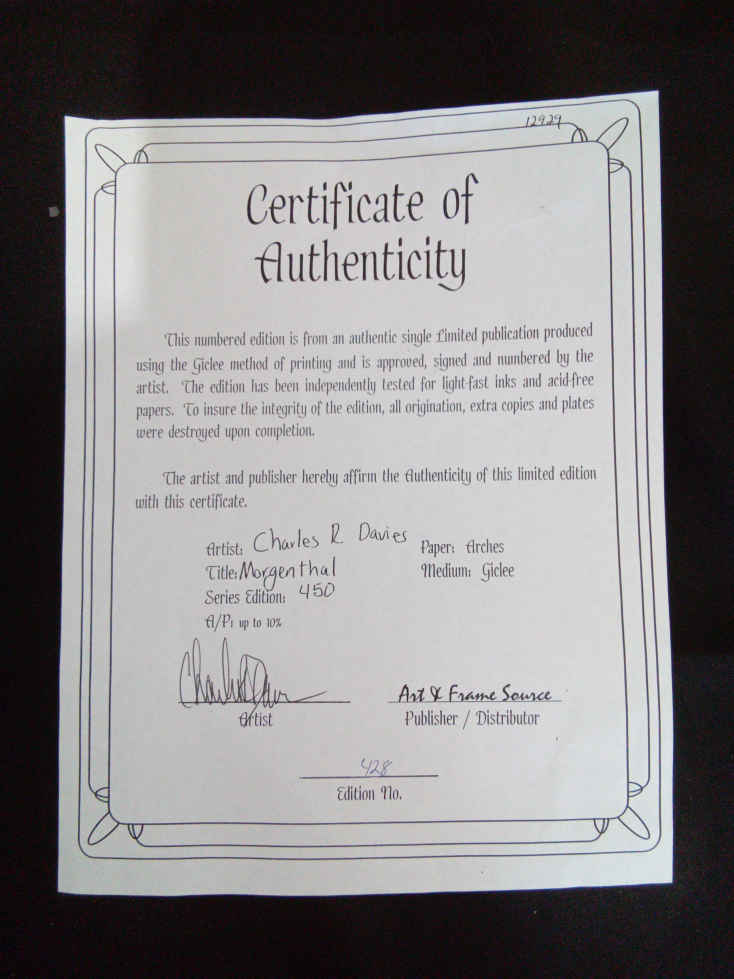 12929
Certificate of
Authenticity
This numbered edition is from an authentic single Limited publication produced
using the Giclee method of printing and is approved, signed and numbered by the
artist. The edition has been independently tested for light-fast inks and acid-free
papers. To insure the integrity of the edition, all origination, extra copies and plates
were destroyed upon completion.
The artist and publisher hereby affirm the Authenticity of this limited edition
with this certificate.
Artist: Charles R. Davies Paper: Arches
Title: Morgenthal Medium: Giclee
Series Edition: 450
A/P: up to 10%
Charles R Davies Art & Frame Source
Artist Publisher / Distributor
428
Edition No.